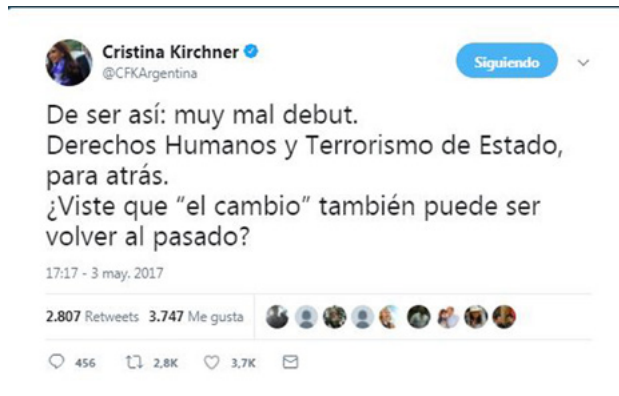 Cristina Kirchner
@CFKArgentina
Siguiendo
De ser así: muy mal debut.
Derechos Humanos y Terrorismo de Estado,
para atrás.
¿Viste que “el cambio” también puede ser
volver al pasado?
17:17 - 3 may. 2017
2.807 Retweets 3.747 Me gusta
456 2,8K 3,7K